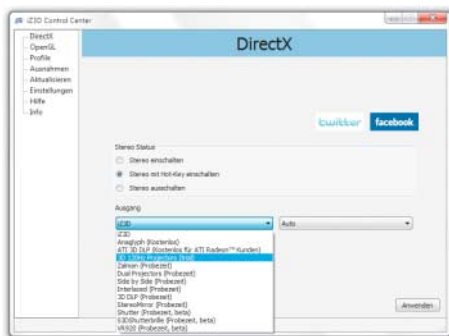 iZ3D Control Center
DirectX
OpenGL
Profile
Ausnahmen
Aktualisieren
Einstellungen
Hilfe
Info
DirectX
twitter
facebook
Stereo Status
Stereo einschalten
Stereo mit Hot-Key einschalten
Stereo ausschalten
Ausgang
iZ3D
Auto
iZ3D
Anaglyph (Kostenlos)
ATI 3D DLP (Kostenlos für ATI Radeon™ Kunden)
3D 120Hz Projectors (trial)
Zalman (Probezeit)
Dual Projectors (Probezeit)
Side by Side (Probezeit)
Interlaced (Probezeit)
3D DLP (Probezeit)
StereoMirror (Probezeit)
Shutter (Probezeit, beta)
S3DShutterbrille (Probezeit, beta)
VR920 (Probezeit, beta)
Anwenden